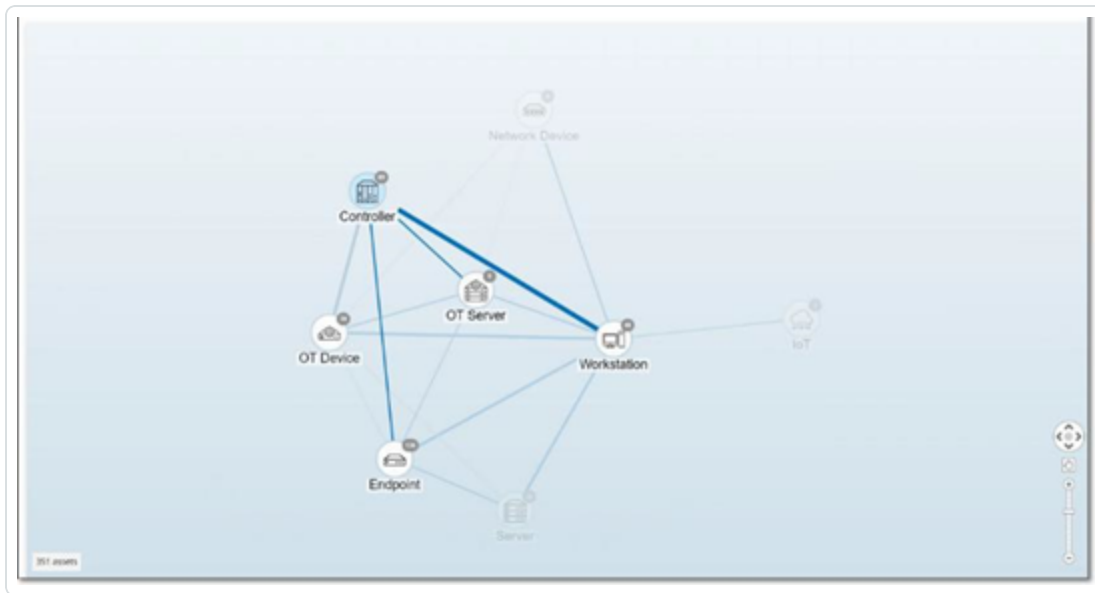 Network Device
Controller
OT Server
IoT
OT Device
Workstation
Endpoint
Server
351 assets